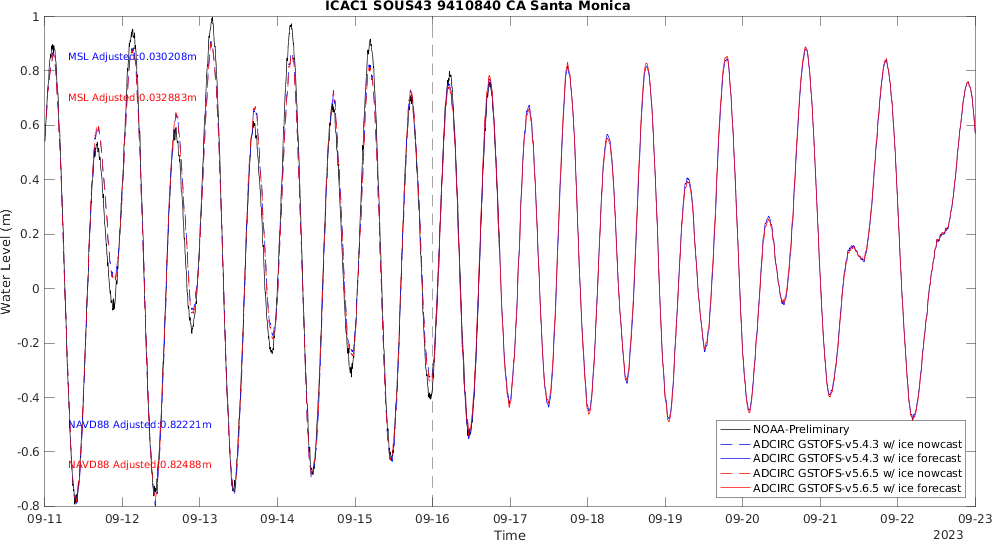 ICAC1 SOUS43 9410840 CA Santa Monica
Water Level (m)
1
0.8
0.6
0.4
0.2
0
-0.2
-0.4
-0.6
-0.8
MSL Adjusted:0.030208m
MSL Adjusted:0.032883m
NAVD88 Adjusted:0.82221m
NAVD88 Adjusted:0.82488m
NOAA-Preliminary
ADCIRC GSTOFS-v5.4.3 w/ ice nowcast
ADCIRC GSTOFS-v5.4.3 w/ ice forecast
ADCIRC GSTOFS-v5.6.5 w/ ice nowcast
ADCIRC GSTOFS-v5.6.5 w/ ice forecast
09-11 09-12 09-13 09-14 09-15 09-16 09-17 09-18 09-19 09-20 09-21 09-22 09-23
Time
2023